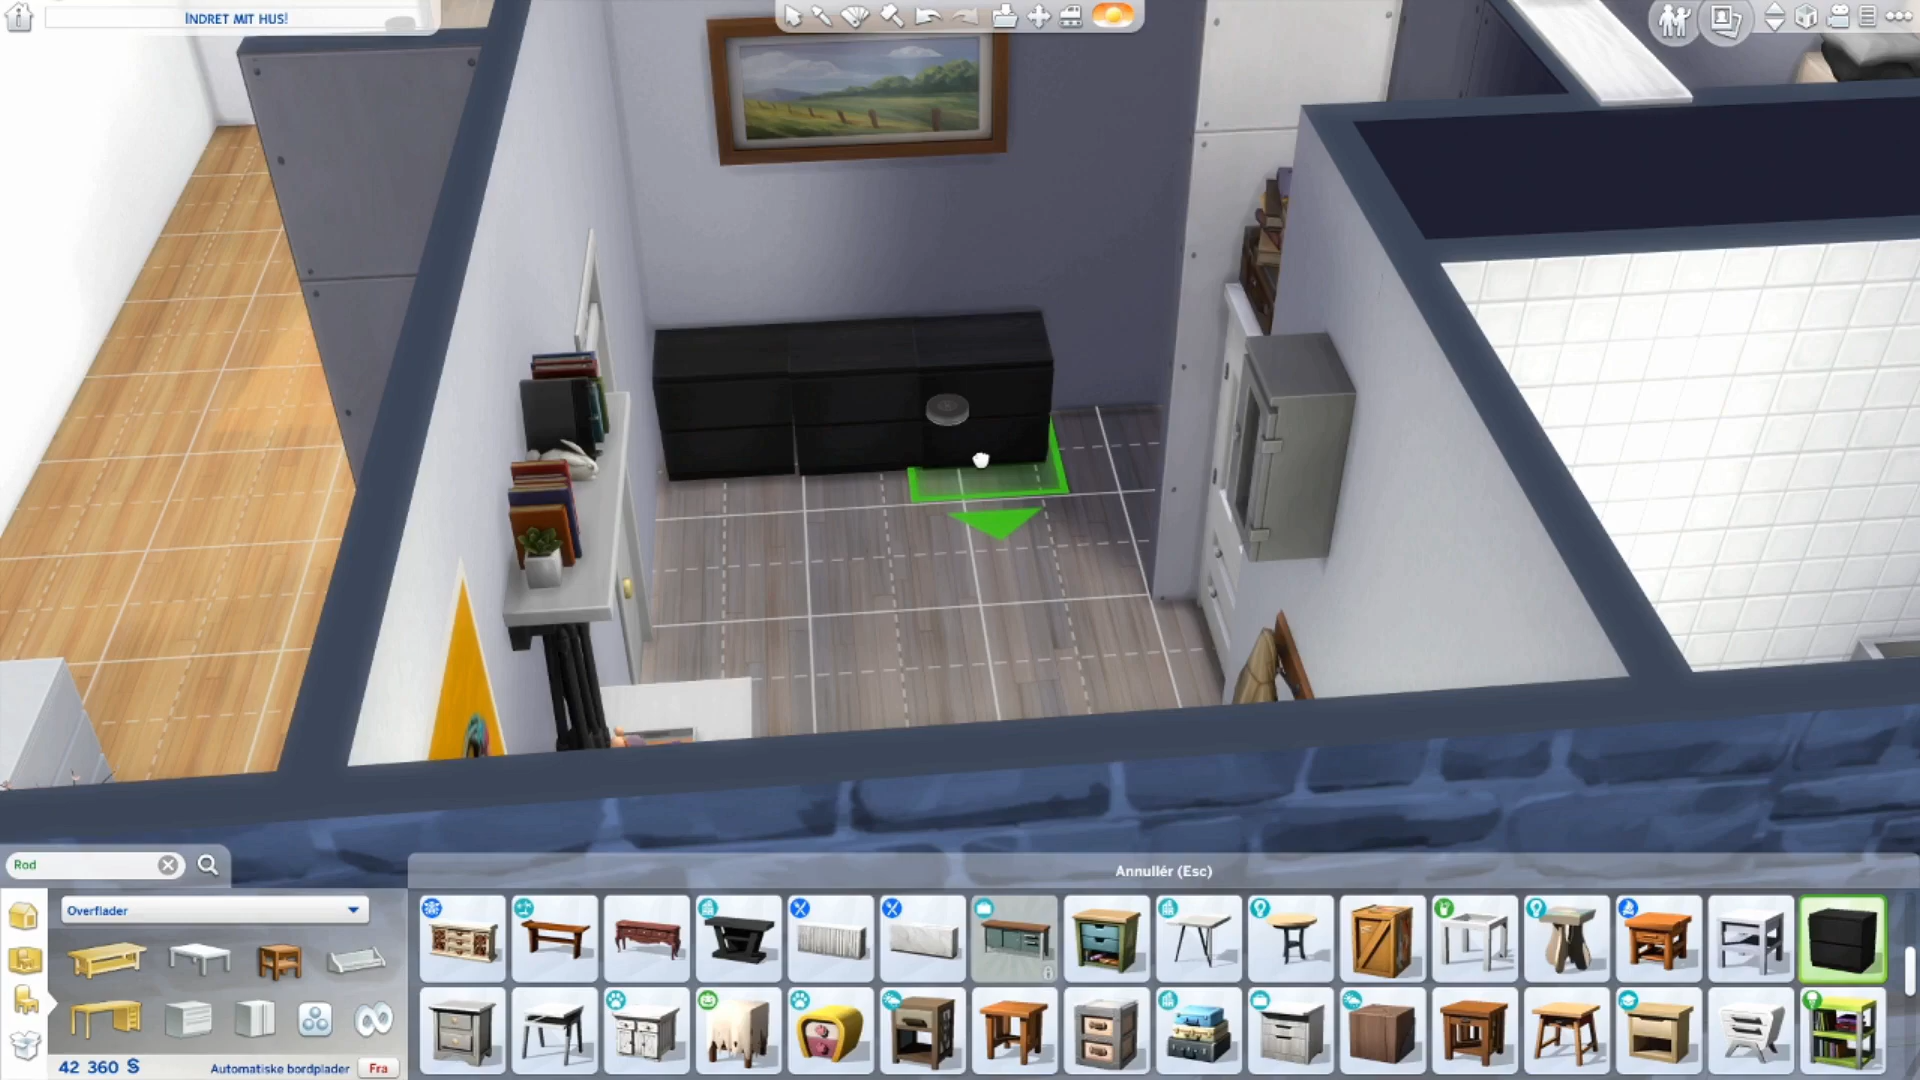 INDRET MIT HUS!
Rod
Annullér (Esc)
Overflader
42 360 §
Automatiske bordplader
Fra